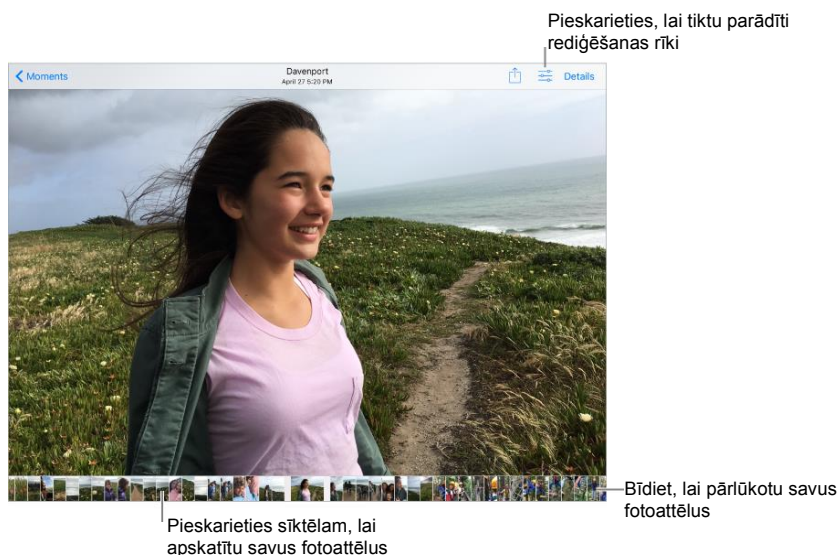 Pieskarieties, lai tiktu parādīti
rediģēšanas rīki
Moments
Davenport
April 27 5:20 PM
Details
Bīdiet, lai pārlūkotu savus
fotoattēlus
Pieskarieties sīktēlam, lai
apskatītu savus fotoattēlus